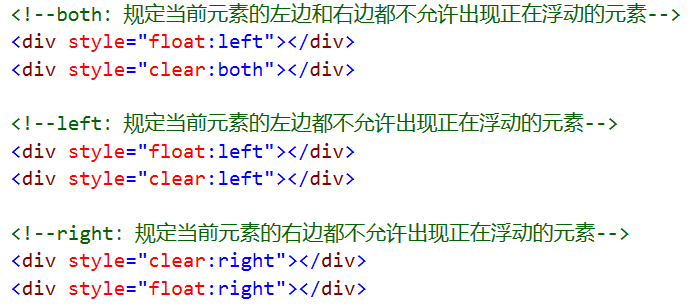 <!--both: 规定当前元素的左边和右边都不允许出现正在浮动的元素-->
<div style="float:left"></div>
<div style="clear:both"></div>
<!--left: 规定当前元素的左边都不允许出现正在浮动的元素-->
<div style="float:left"></div>
<div style="clear:left"></div>
<!--right: 规定当前元素的右边都不允许出现正在浮动的元素-->
<div style="clear:right"></div>
<div style="float:right"></div>